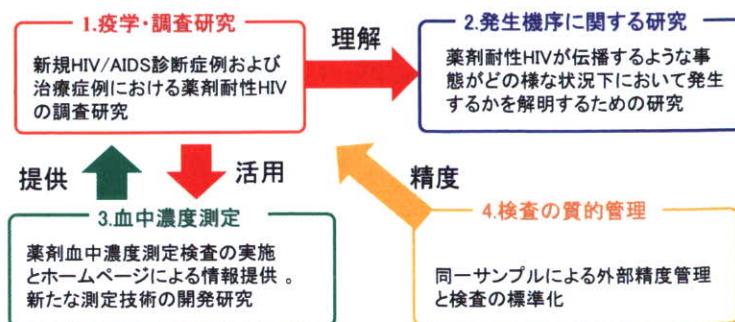 1.疫学・調査研究
新規HIV/AIDS診断症例および
治療症例における薬剤耐性HIV
の調査研究
理解
2.発生機序に関する研究
薬剤耐性HIVが伝播するような事
態がどの様な状況下において発生
するかを解明するための研究
提供
活用
精度
3.血中濃度測定
薬剤血中濃度測定検査の実施
とホームページによる情報提供 。
新たな測定技術の開発研究
4.検査の質的管理
同一サンプルによる外部精度管理
と検査の標準化